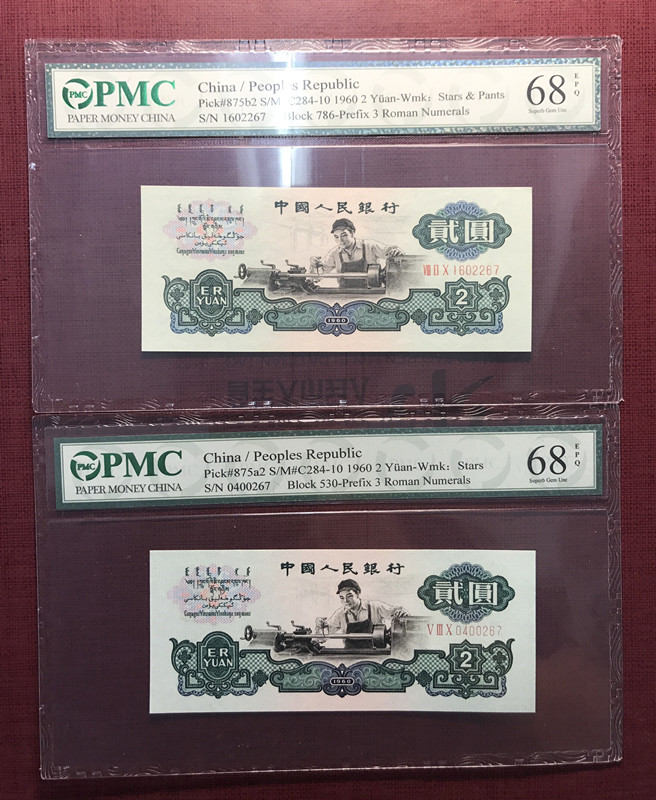 PMC PMC
PAPER MONEY CHINA
China / Peoples Republic
Pick#875b2 S/M#C284-10 1960 2 Yüan-Wmk: Stars & Pants
S/N 1602267 Block 786-Prefix 3 Roman Numerals
68 EPQ
Superb Gem Unc
中國人民銀行
貳圓
X 1602267
ER
YUAN
1960
2
PMC PMC
PAPER MONEY CHINA
China / Peoples Republic
Pick#875a2 S/M#C284-10 1960 2 Yüan-Wmk: Stars
S/N 0400267 Block 530-Prefix 3 Roman Numerals
68 EPQ
Superb Gem Unc
中國人民銀行
貳圓
V Ⅲ X 0400267
ER
YUAN
1960
2